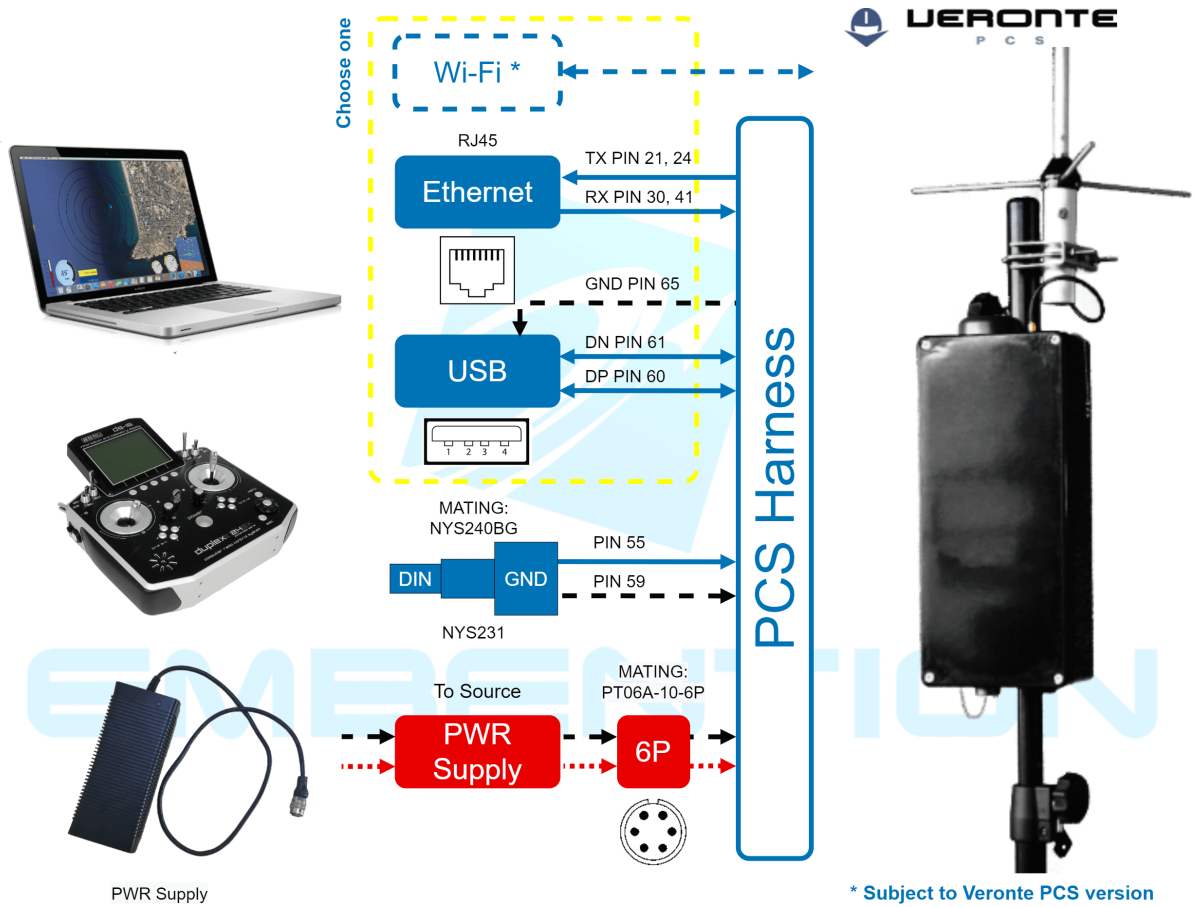 Choose one
Wi-Fi *
VERONTE
PCS
RJ45
Ethernet
TX PIN 21, 24
RX PIN 30, 41
GND PIN 65
USB
DN PIN 61
DP PIN 60
1 2 3 4
MATING:
NYS240BG
DIN
GND
PIN 55
PIN 59
NYS231
PCS Harness
EMBENTION
To Source
PWR
Supply
MATING:
PT06A-10-6P
6P
PWR Supply
* Subject to Veronte PCS version
duplex 24
DS-16